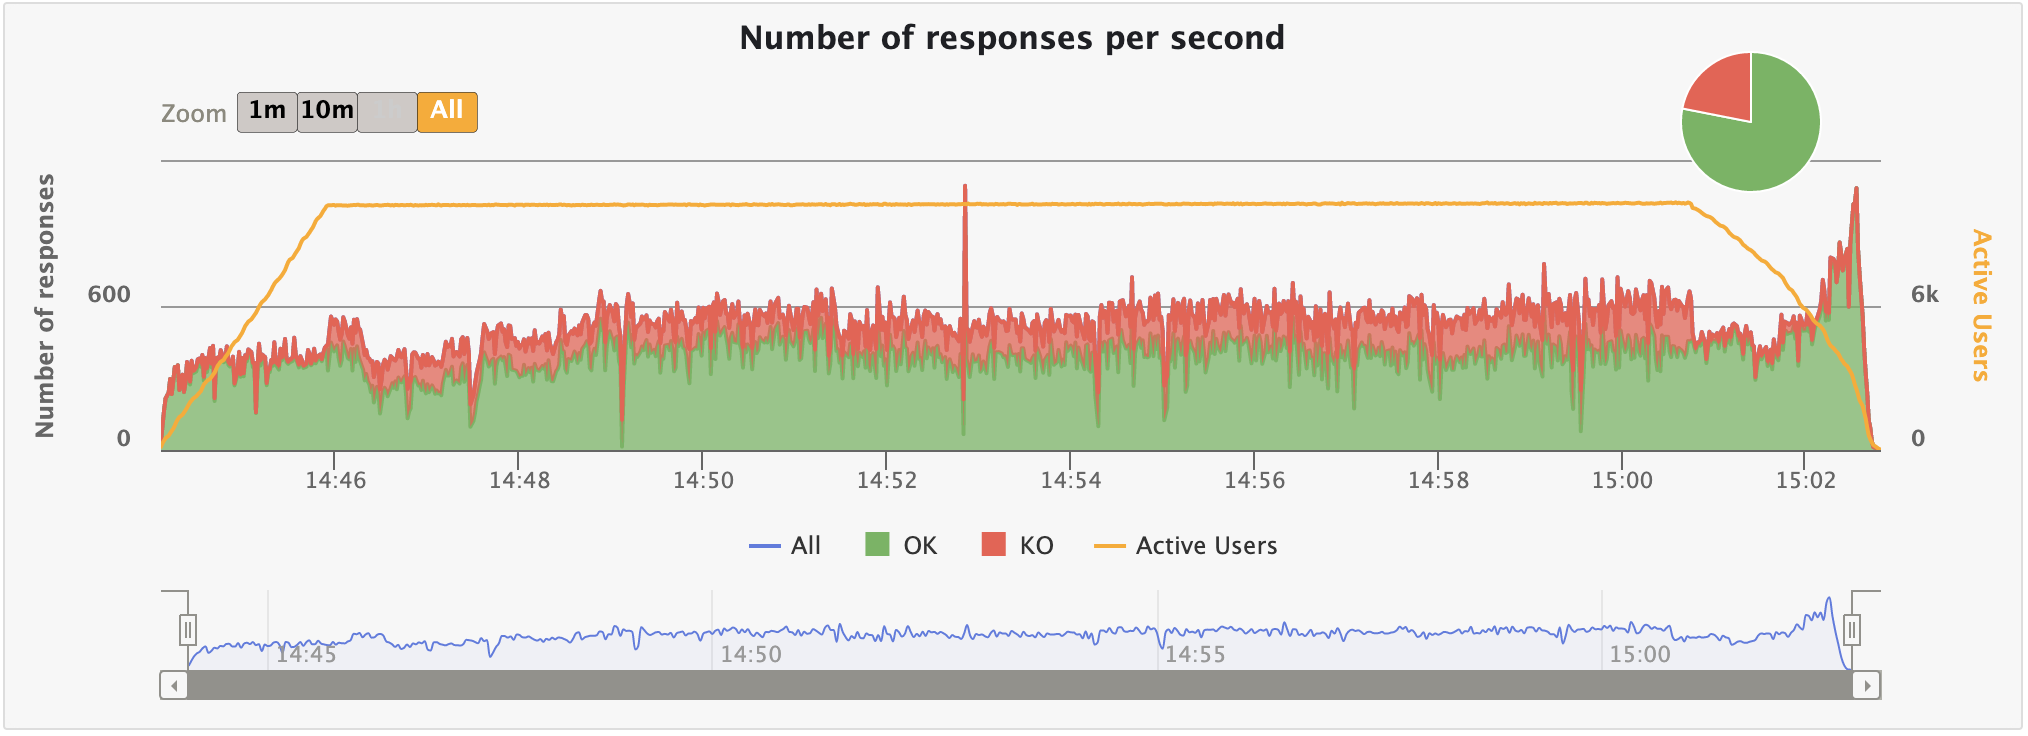 Number of responses per second
Zoom 1m 10m 1h All
Number of responses
600
0
Active Users
6k
0
14:46 14:48 14:50 14:52 14:54 14:56 14:58 15:00 15:02
All OK KO Active Users
14:45 14:50 14:55 15:00